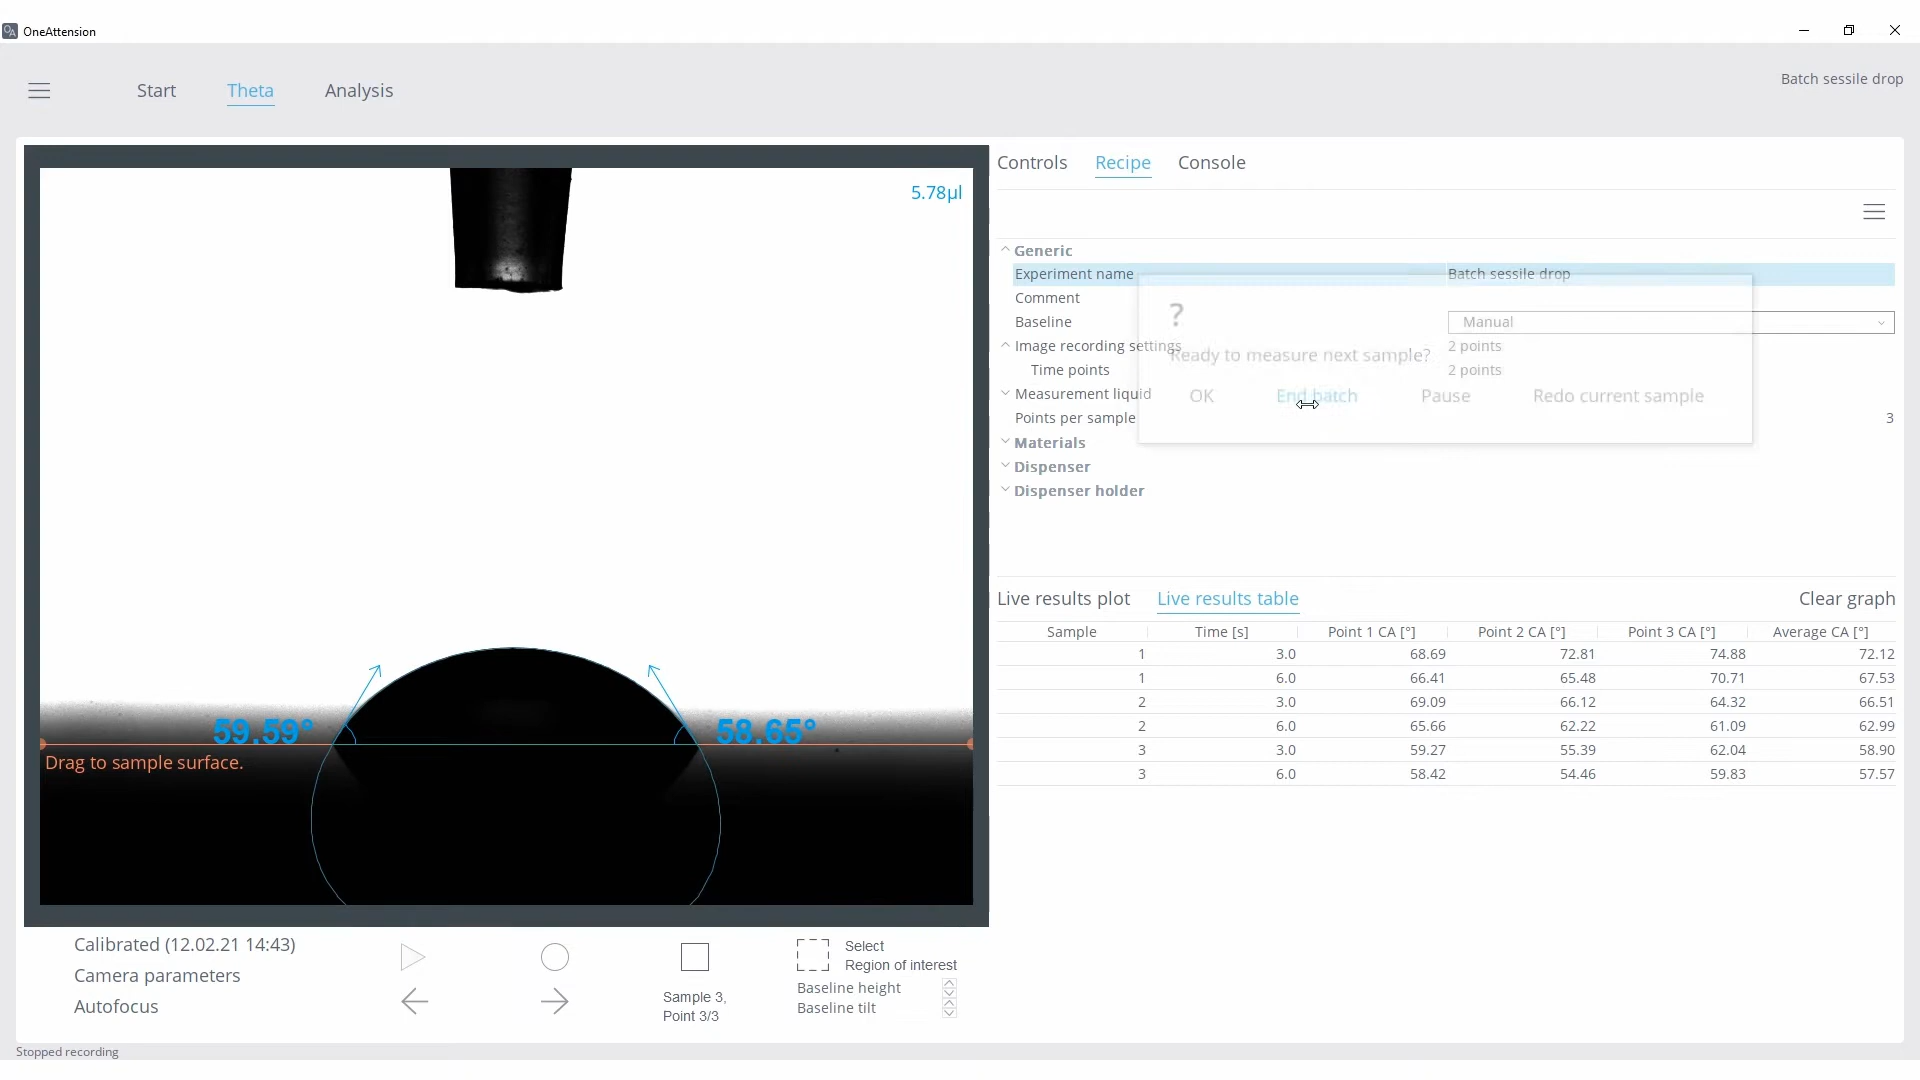 OneAttension
Start
Theta
Analysis
Batch sessile drop
5.78µl
59.59°
58.65°
Drag to sample surface.
Controls
Recipe
Console
Generic
Experiment name Batch sessile drop
Comment
Baseline Manual
Image recording settings 2 points
Time points 2 points
Measurement liquid
Points per sample 3
Materials
Dispenser
Dispenser holder
?
Ready to measure next sample?
OK
End batch
Pause
Redo current sample
Live results plot
Live results table
Clear graph
Sample Time [s] Point 1 CA [°] Point 2 CA [°] Point 3 CA [°] Average CA [°]
1 3.0 68.69 72.81 74.88 72.12
1 6.0 66.41 65.48 70.71 67.53
2 3.0 69.09 66.12 64.32 66.51
2 6.0 65.66 62.22 61.09 62.99
3 3.0 59.27 55.39 62.04 58.90
3 6.0 58.42 54.46 59.83 57.57
Calibrated (12.02.21 14:43)
Camera parameters
Autofocus
Sample 3,
Point 3/3
Select
Region of interest
Baseline height
Baseline tilt
Stopped recording